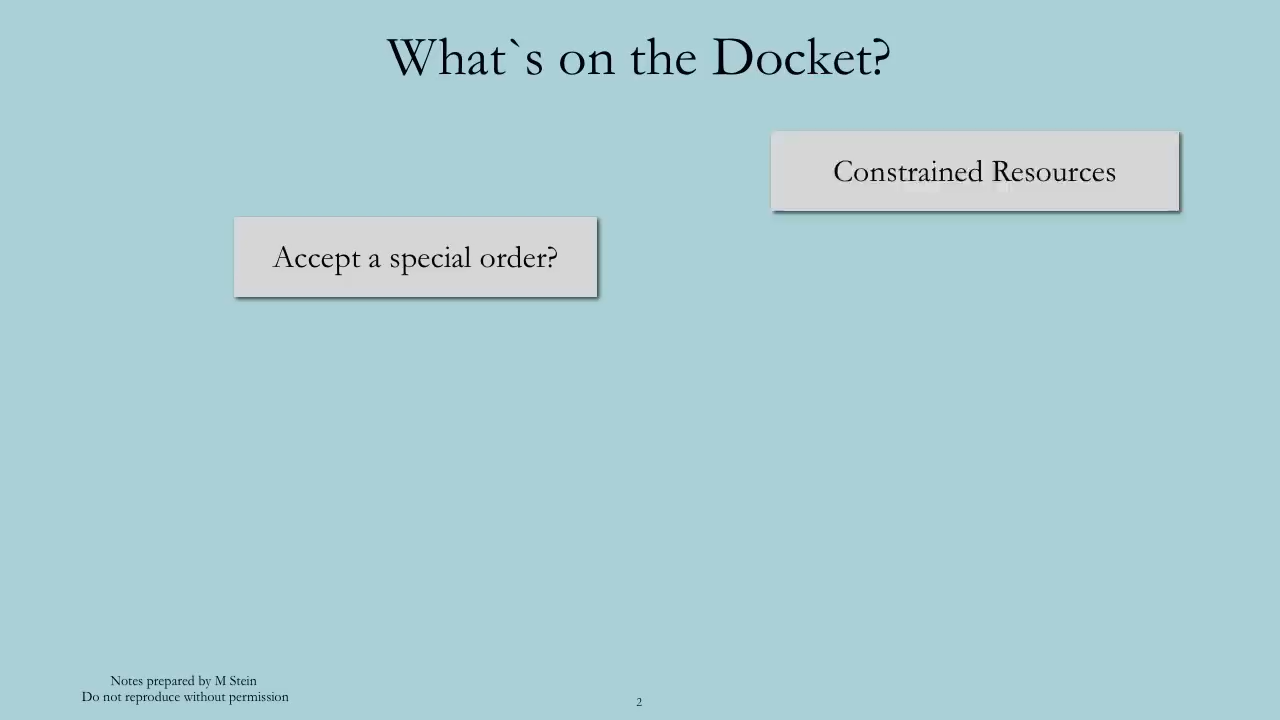 What`s on the Docket?
Constrained Resources
Accept a special order?
Notes prepared by M Stein
Do not reproduce without permission
2